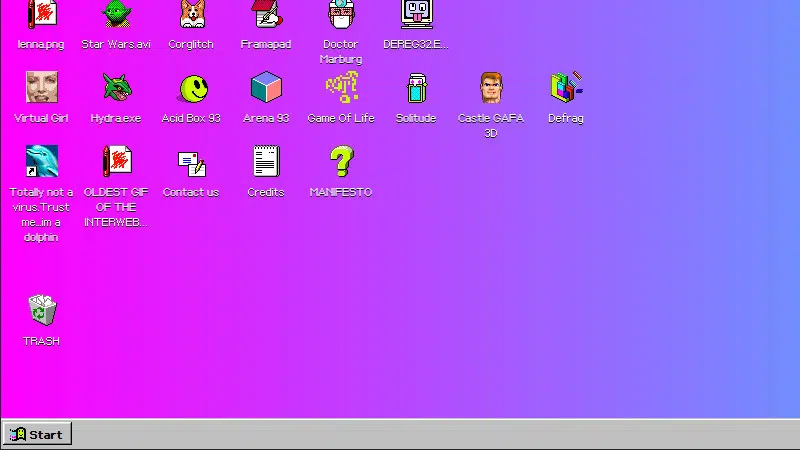 lenna.png Star Wars.avi Corglitch Framapad Doctor Marburg DEREG32.E...
Virtual Girl Hydra.exe Acid Box 93 Arena 93 Game Of Life Solitude Castle GAFA 3D Defrag
Totally not a virus.Trust me...im a dolphin OLDEST GIF OF THE INTERWEB... Contact us Credits MANIFESTO
TRASH
Start